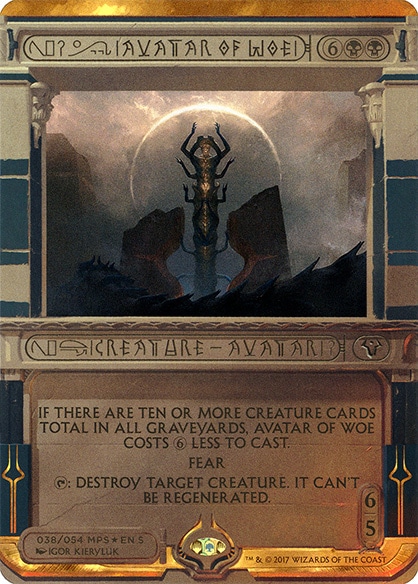 AVATAR OF WOE 6
CREATURE – AVATAR
IF THERE ARE TEN OR MORE CREATURE CARDS
TOTAL IN ALL GRAVEYARDS, AVATAR OF WOE
COSTS 6 LESS TO CAST.
FEAR
: DESTROY TARGET CREATURE. IT CAN'T
BE REGENERATED.
6
5
038/054 MPS★EN S
IGOR KIERYLUK
™ & © 2017 WIZARDS OF THE COAST